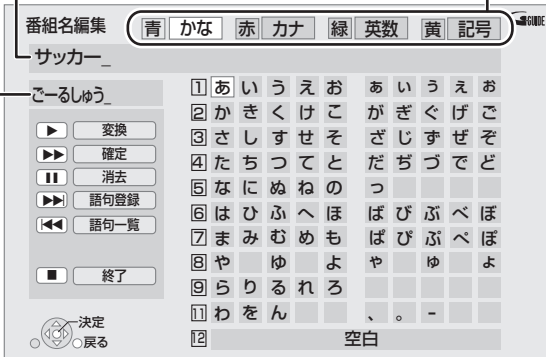 番組名編集 青 かな 赤 カナ 緑 英数 黄 記号 GUIDE
サッカー_
ごーるしゅう_
▶ 変換
▶▶ 確定
❚❚ 消去
▶▶| 語句登録
|◀◀ 語句一覧
■ 終了
決定
戻る
1 あ い う え お ぁ ぃ ぅ ぇ ぉ
2 か き く け こ が ぎ ぐ げ ご
3 さ し す せ そ ざ じ ず ぜ ぞ
4 た ち つ て と だ ぢ づ で ど
5 な に ぬ ね の っ
6 は ひ ふ へ ほ ば び ぶ べ ぼ
7 ま み む め も ぱ ぴ ぷ ぺ ぽ
8 や ゆ よ ゃ ゅ ょ
9 ら り る れ ろ
11 わ を ん 、 。 -
12 空白